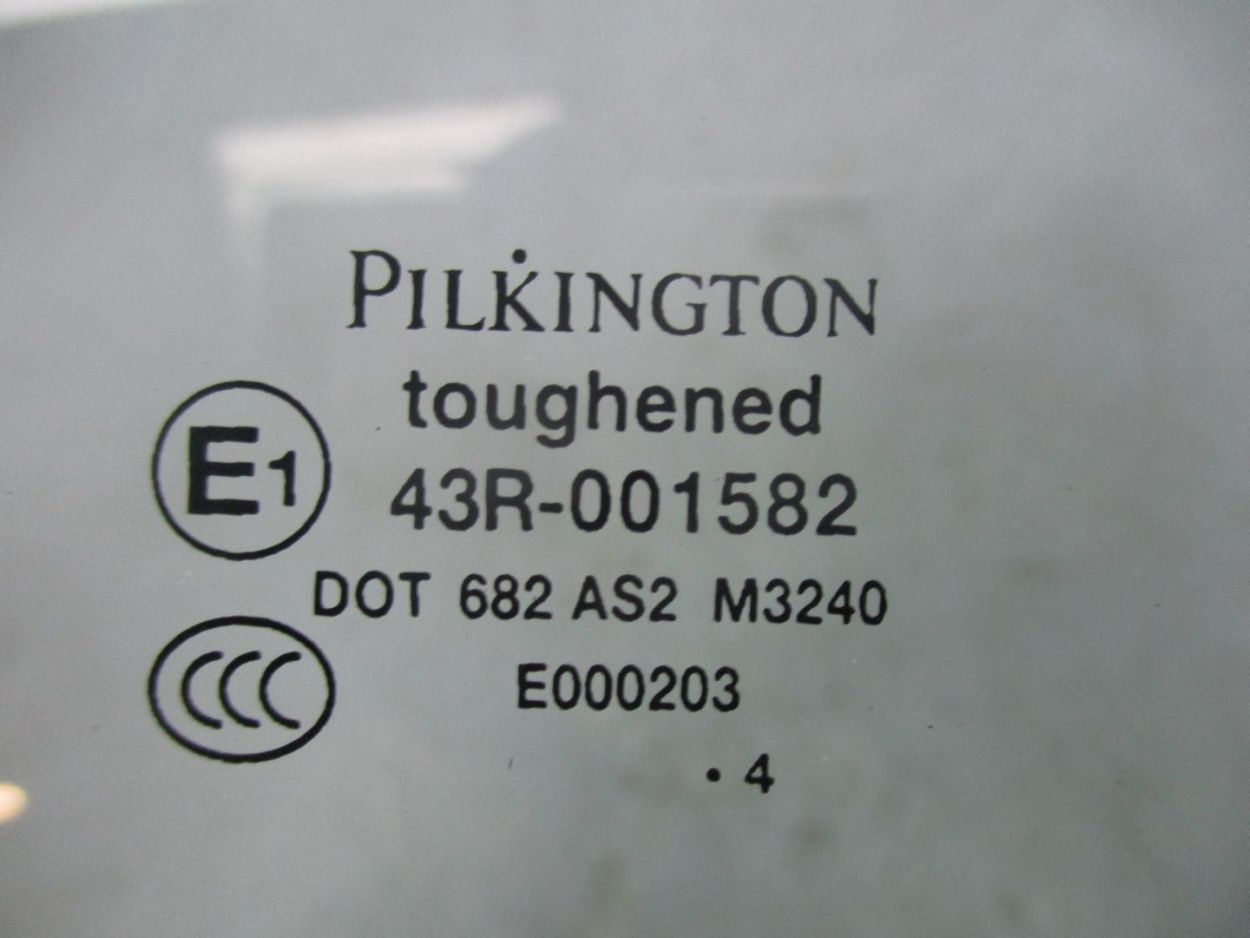 PILKINGTON
toughened
E1
43R-001582
DOT 682 AS2 M3240
CCC
E000203
· 4